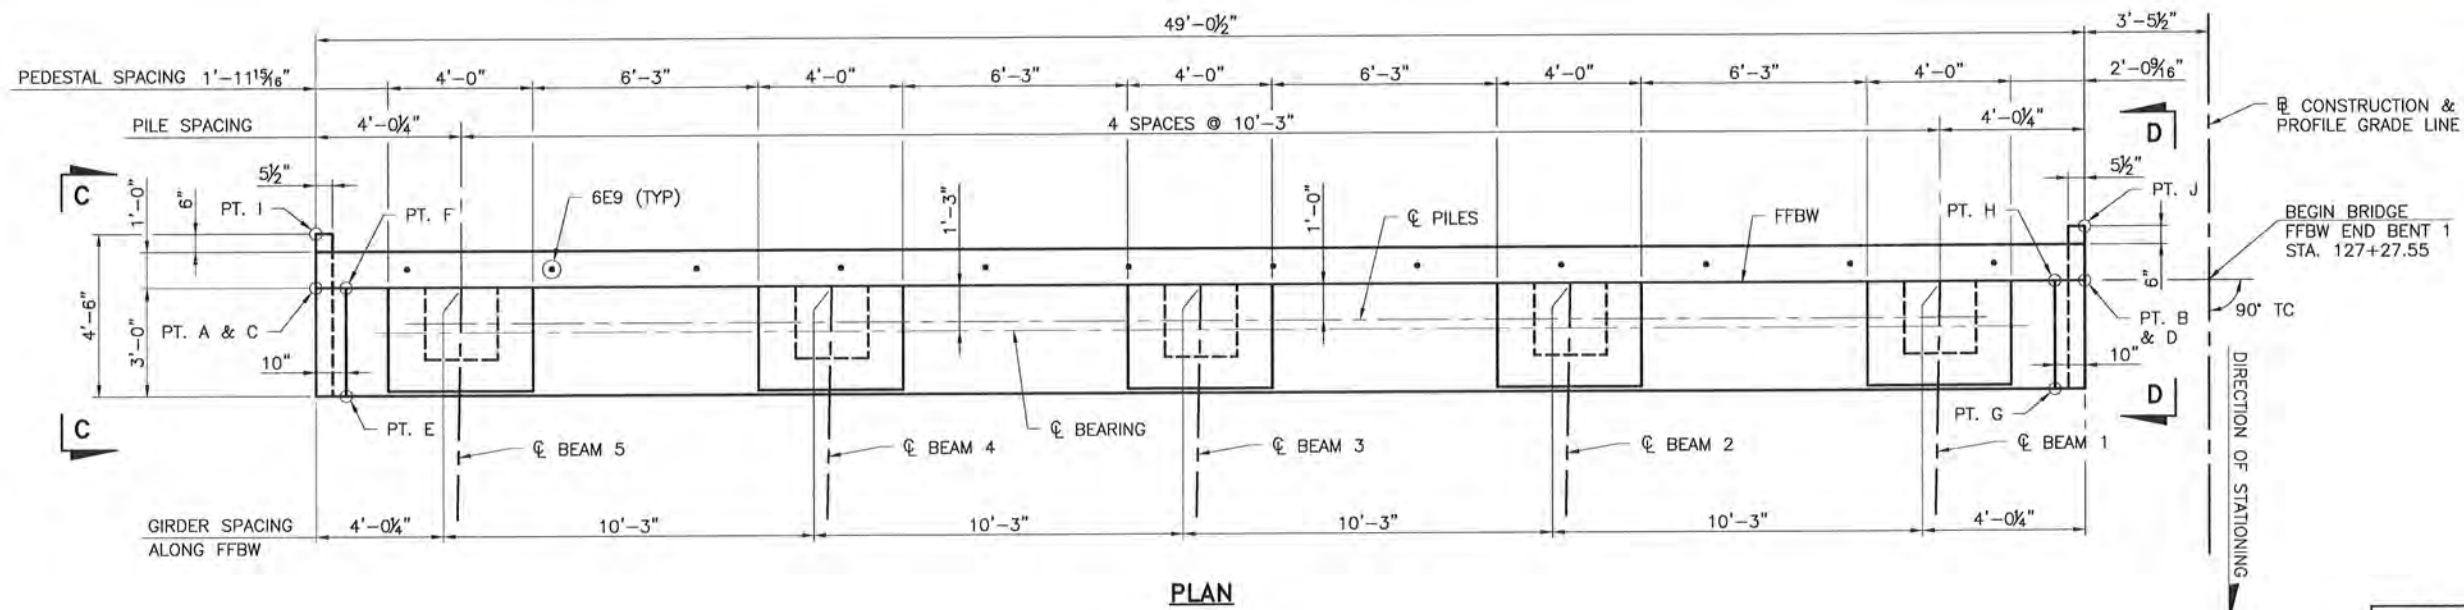 49'-0½"
3'-5½"
PEDESTAL SPACING 1'-11 15/16"
4'-0"
6'-3"
4'-0"
6'-3"
4'-0"
6'-3"
4'-0"
6'-3"
4'-0"
2'-0 9/16"
PILE SPACING
4'-0¼"
4 SPACES @ 10'-3"
4'-0¼"
D
℄ CONSTRUCTION &
PROFILE GRADE LINE
C
5½"
1'-0"
6"
PT. I
PT. F
6E9 (TYP)
1'-3"
1'-0"
℄ PILES
FFBW
PT. H
5½"
PT. J
BEGIN BRIDGE
FFBW END BENT 1
STA. 127+27.55
4'-6"
3'-0"
PT. A & C
10"
6"
90° TC
PT. B
& D
10"
C
PT. E
℄ BEAM 5
℄ BEAM 4
℄ BEARING
℄ BEAM 3
℄ BEAM 2
PT. G
℄ BEAM 1
D
DIRECTION OF STATIONING
GIRDER SPACING
ALONG FFBW
4'-0¼"
10'-3"
10'-3"
10'-3"
10'-3"
4'-0¼"
PLAN